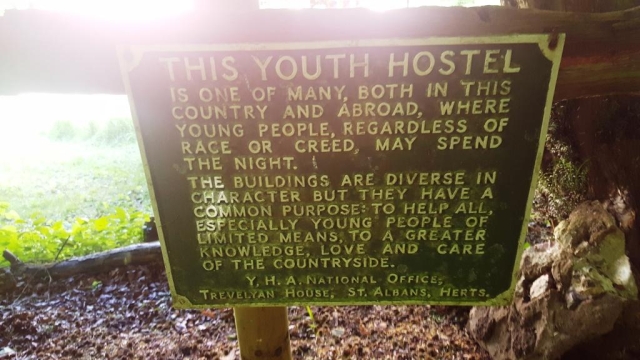 THIS YOUTH HOSTEL
IS ONE OF MANY, BOTH IN THIS
COUNTRY AND ABROAD, WHERE
YOUNG PEOPLE, REGARDLESS OF
RACE OR CREED, MAY SPEND
THE NIGHT.
THE BUILDINGS ARE DIVERSE IN
CHARACTER BUT THEY HAVE A
COMMON PURPOSE: TO HELP ALL,
ESPECIALLY YOUNG PEOPLE OF
LIMITED MEANS, TO A GREATER
KNOWLEDGE, LOVE AND CARE
OF THE COUNTRYSIDE.
Y.H.A. NATIONAL OFFICE,
TREVELYAN HOUSE, ST. ALBANS, HERTS.